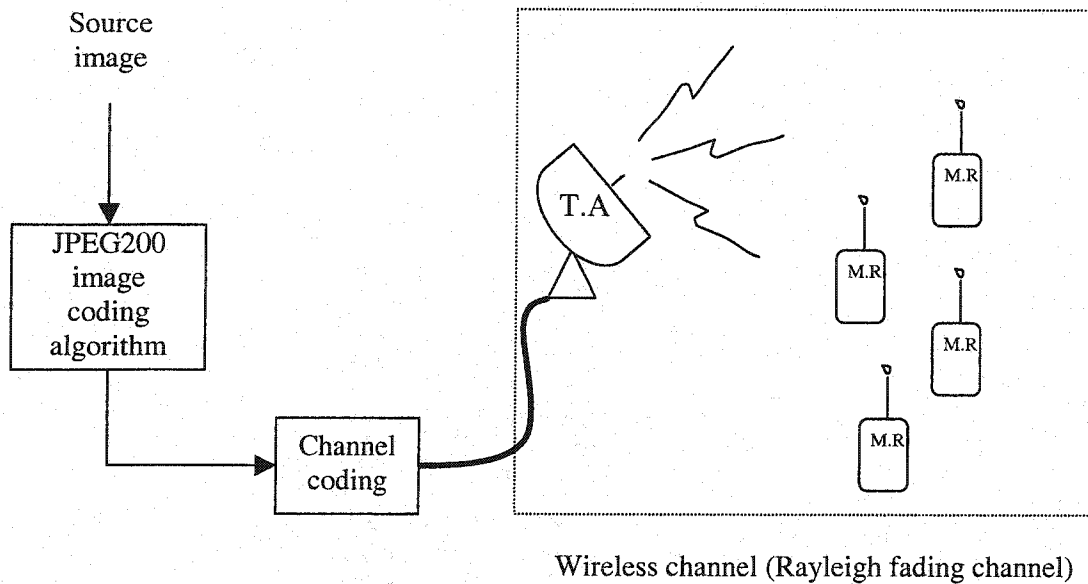 Source
image
JPEG200
image
coding
algorithm
Channel
coding
T.A
M.R
M.R
M.R
M.R
Wireless channel (Rayleigh fading channel)